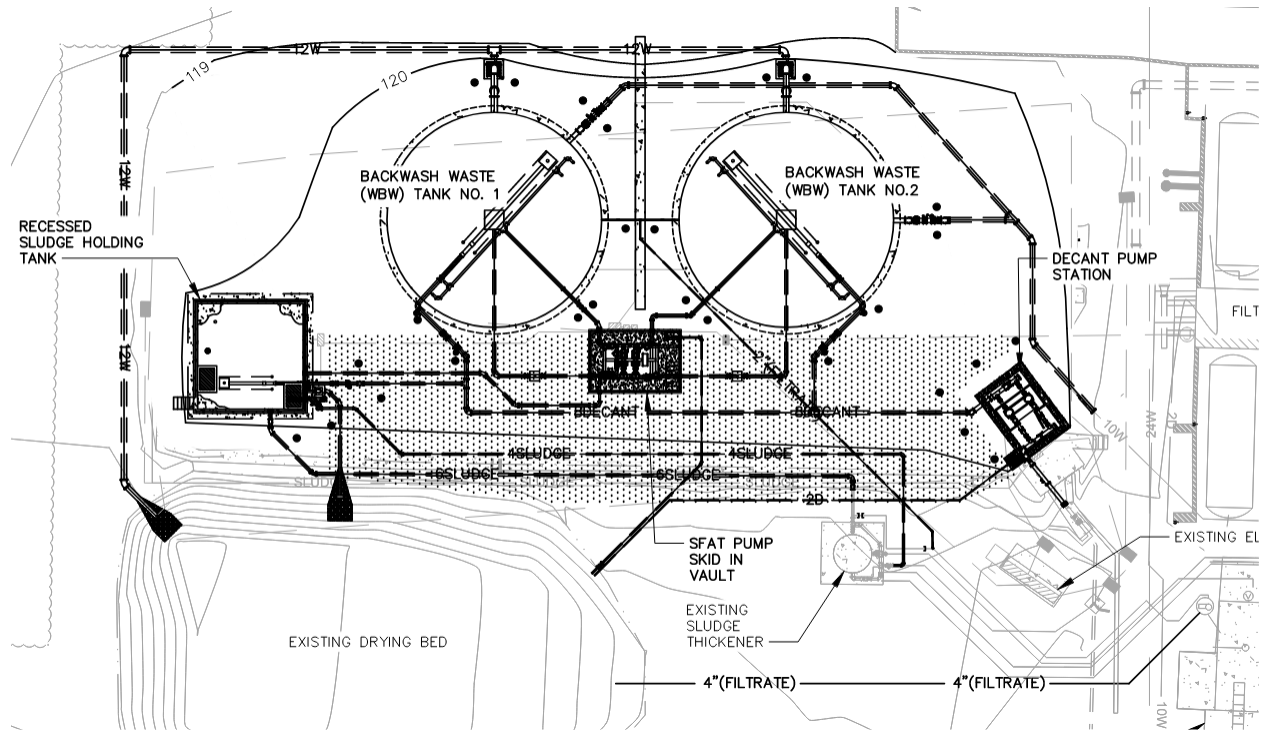 12W
12W
119
120
12W
BACKWASH WASTE
(WBW) TANK NO. 1
BACKWASH WASTE
(WBW) TANK NO.2
RECESSED
SLUDGE HOLDING
TANK
DECANT PUMP
STATION
FILT
12W
8DECANT
8DECANT
10W
24W
4SLUDGE
4SLUDGE
6SLUDGE
6SLUDGE
SLUDGE
SLUDGE
2D
SFAT PUMP
SKID IN
VAULT
EXISTING EL
EXISTING
SLUDGE
THICKENER
EXISTING DRYING BED
4"(FILTRATE)
4"(FILTRATE)
10W